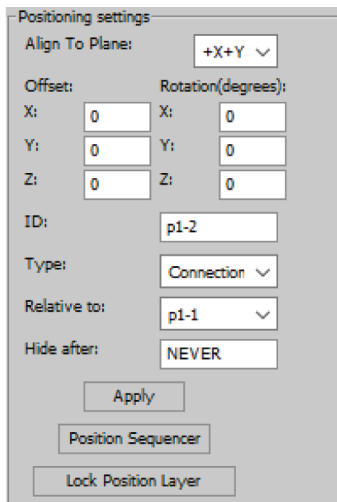 Positioning settings
Align To Plane: +X+Y
Offset: Rotation(degrees):
X: 0 X: 0
Y: 0 Y: 0
Z: 0 Z: 0
ID: p1-2
Type: Connection
Relative to: p1-1
Hide after: NEVER
Apply
Position Sequencer
Lock Position Layer